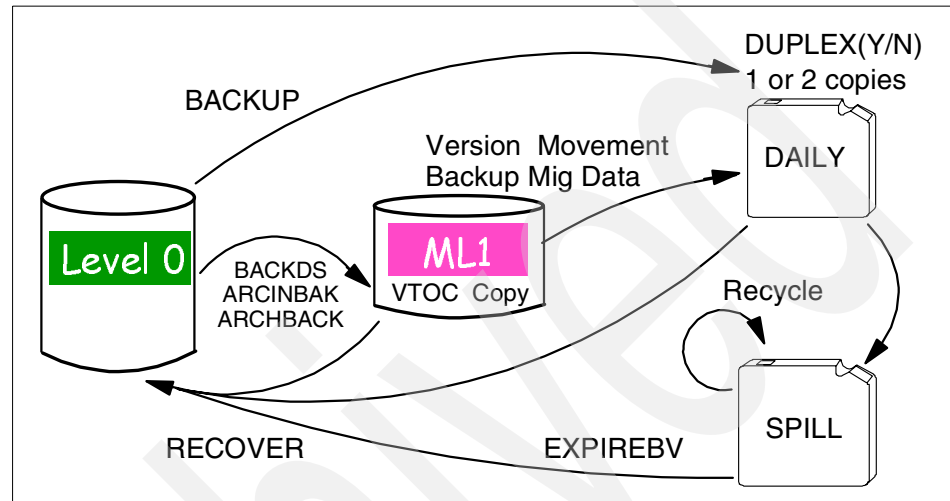 DUPLEX(Y/N)
1 or 2 copies
BACKUP
DAILY
Version Movement
Backup Mig Data
Level 0
ML1
VTOC Copy
BACKDS
ARCINBAK
ARCHBACK
Recycle
SPILL
RECOVER
EXPIREBV